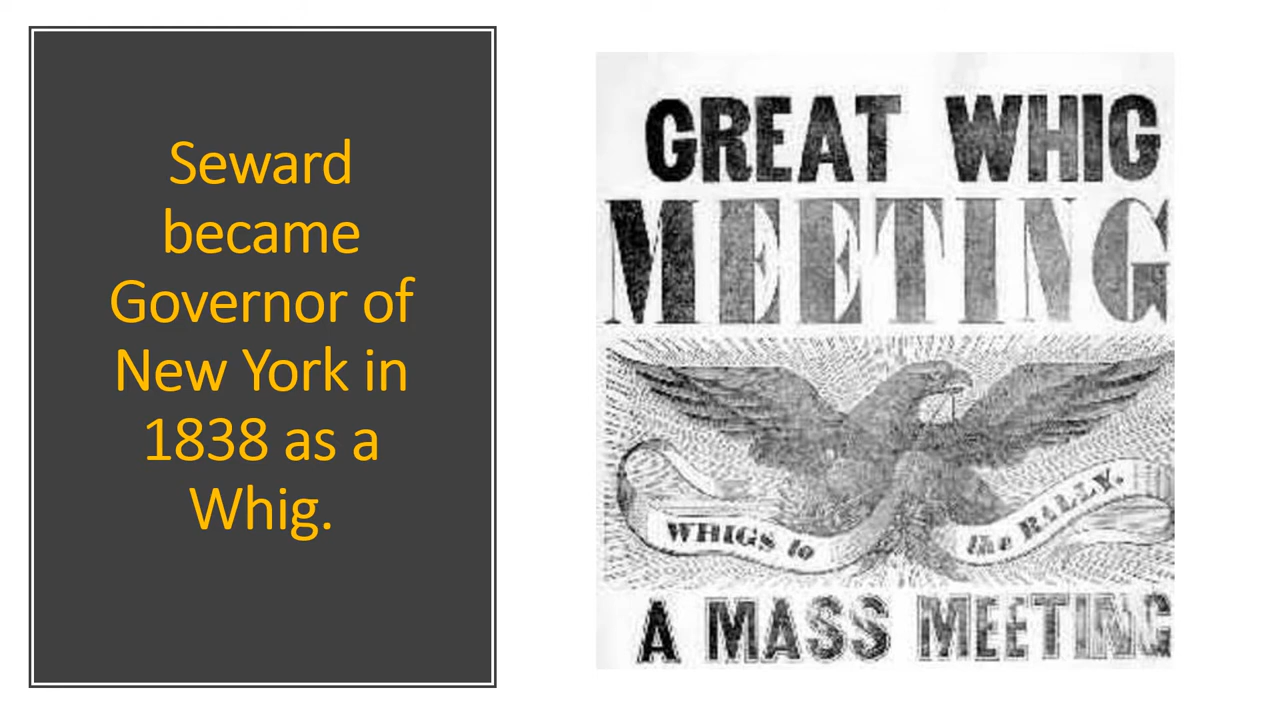 Seward
became
Governor of
New York in
1838 as a
Whig.
GREAT WHIG
MEETING
WHIGS to
the RALLY.
A MASS MEETING